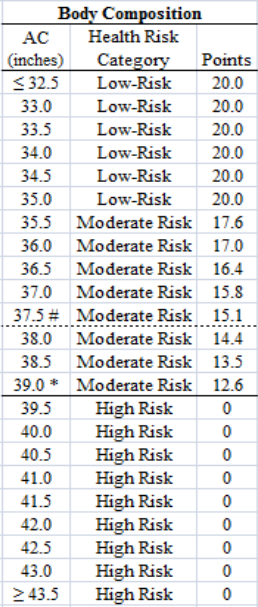 Body Composition
AC Health Risk
(inches) Category Points
≤ 32.5 Low-Risk 20.0
33.0 Low-Risk 20.0
33.5 Low-Risk 20.0
34.0 Low-Risk 20.0
34.5 Low-Risk 20.0
35.0 Low-Risk 20.0
35.5 Moderate Risk 17.6
36.0 Moderate Risk 17.0
36.5 Moderate Risk 16.4
37.0 Moderate Risk 15.8
37.5 # Moderate Risk 15.1
38.0 Moderate Risk 14.4
38.5 Moderate Risk 13.5
39.0 * Moderate Risk 12.6
39.5 High Risk 0
40.0 High Risk 0
40.5 High Risk 0
41.0 High Risk 0
41.5 High Risk 0
42.0 High Risk 0
42.5 High Risk 0
43.0 High Risk 0
≥ 43.5 High Risk 0